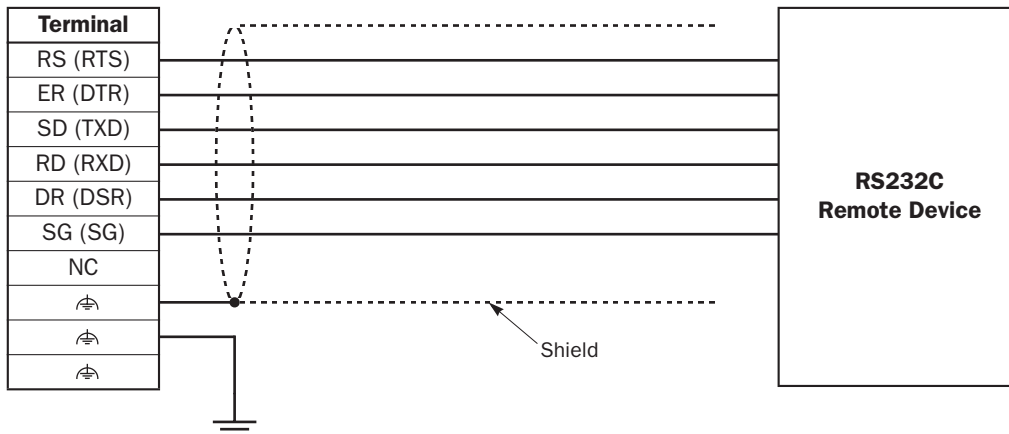 Terminal
RS (RTS)
ER (DTR)
SD (TXD)
RD (RXD)
DR (DSR)
SG (SG)
NC
RS232C
Remote Device
Shield